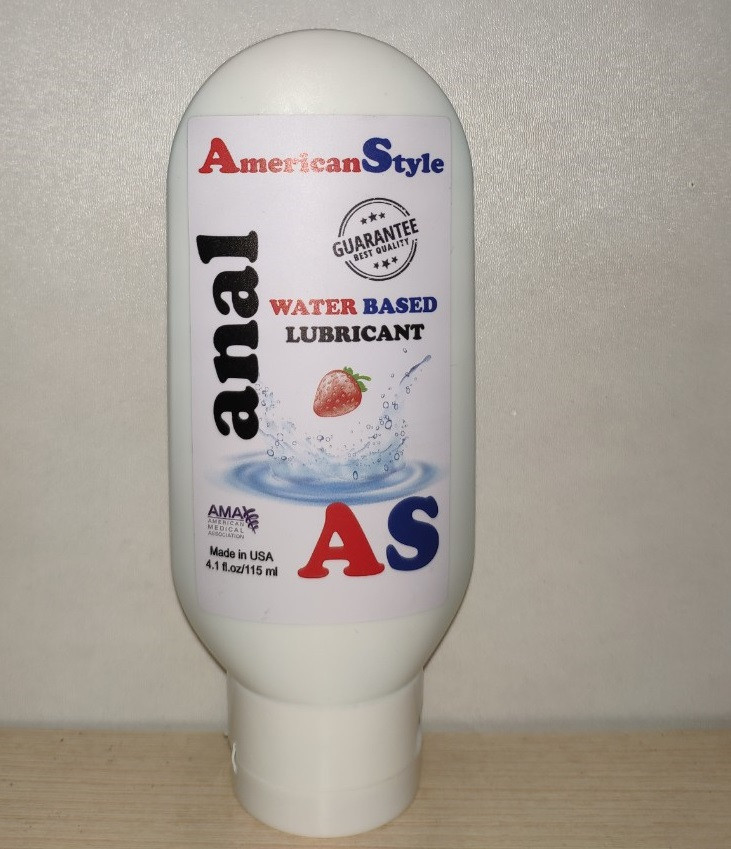 AmericanStyle
anal
GUARANTEE
BEST QUALITY
WATER BASED
LUBRICANT
AMA
AMERICAN
MEDICAL
ASSOCIATION
Made in USA
4.1 fl.oz/115 ml
AS